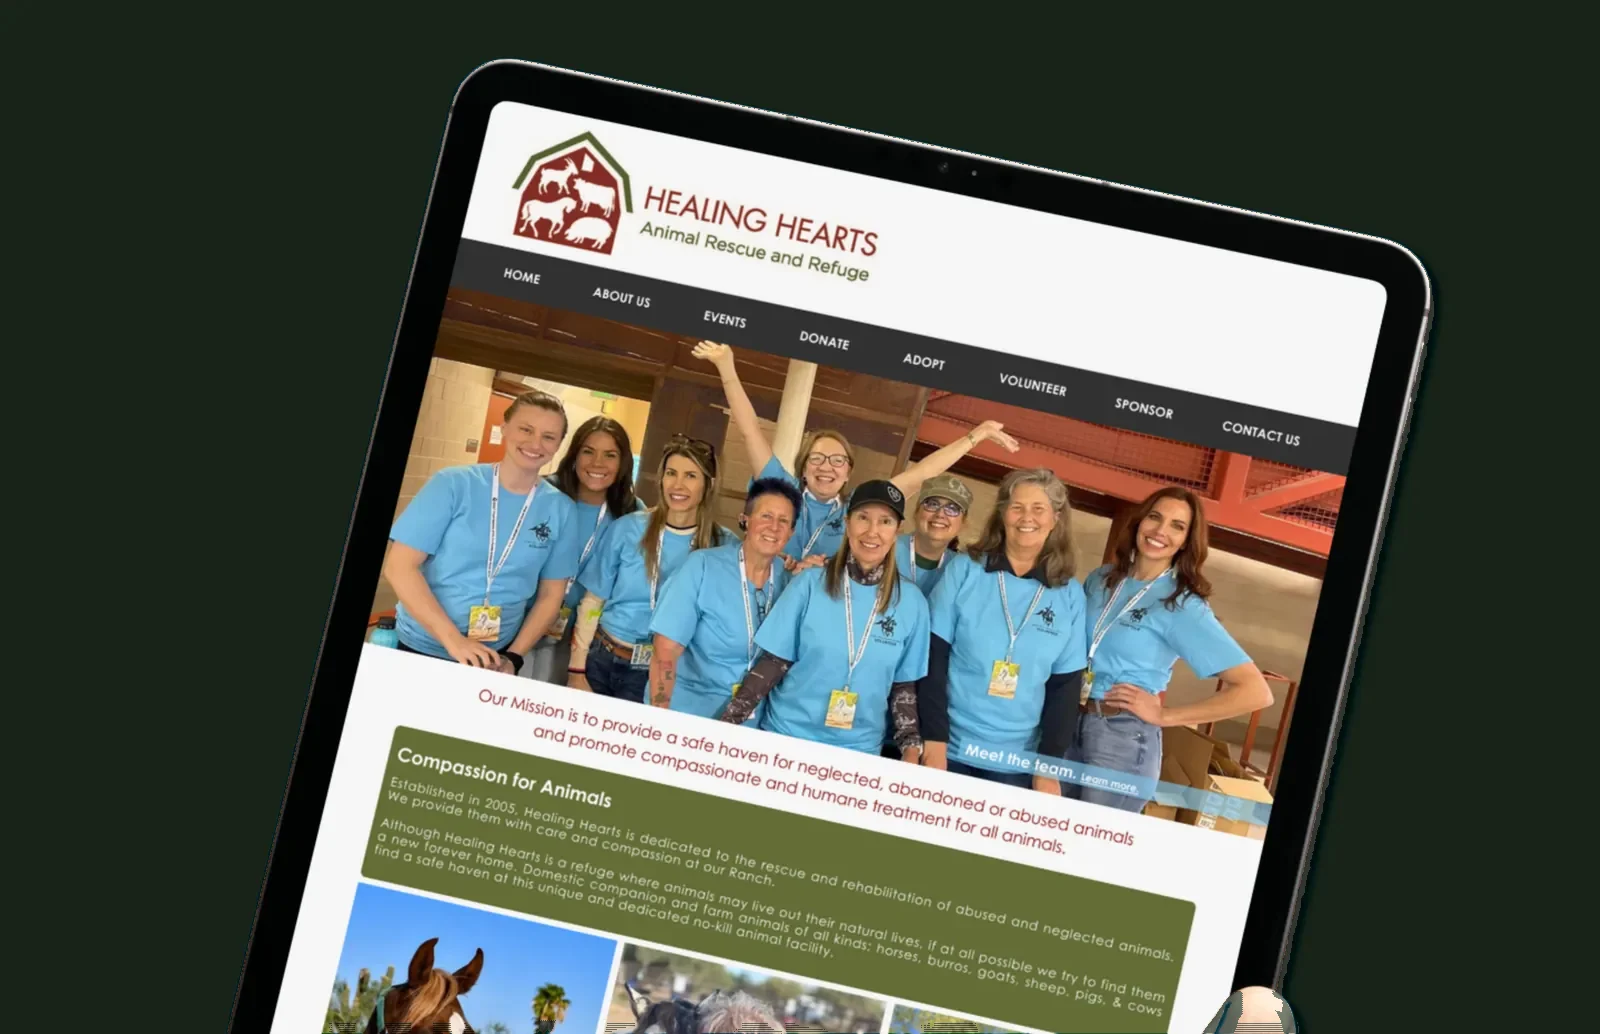 HEALING HEARTS
Animal Rescue and Refuge
HOME
ABOUT US
EVENTS
DONATE
ADOPT
VOLUNTEER
SPONSOR
CONTACT US
Meet the team. Learn more.
Our Mission is to provide a safe haven for neglected, abandoned or abused animals
and promote compassionate and humane treatment for all animals.
Compassion for Animals
Established in 2005, Healing Hearts is dedicated to the rescue and rehabilitation of abused and neglected animals.
We provide them with care and compassion at our Ranch.
Although Healing Hearts is a refuge where animals may live out their natural lives, if at all possible we try to find them
a new forever home. Domestic companion and farm animals of all kinds; horses, burros, goats, sheep, pigs, & cows
find a safe haven at this unique and dedicated no-kill animal facility.